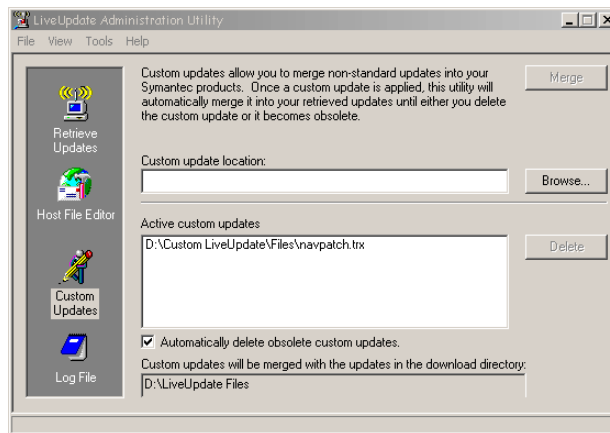 LiveUpdate Administration Utility
File View Tools Help
Retrieve
Updates
Host File Editor
Custom
Updates
Log File
Custom updates allow you to merge non-standard updates into your
Symantec products. Once a custom update is applied, this utility will
automatically merge it into your retrieved updates until either you delete
the custom update or it becomes obsolete.
Merge
Custom update location:
Browse...
Active custom updates
D:\Custom LiveUpdate\Files\navpatch.trx
Delete
Automatically delete obsolete custom updates.
Custom updates will be merged with the updates in the download directory:
D:\LiveUpdate Files